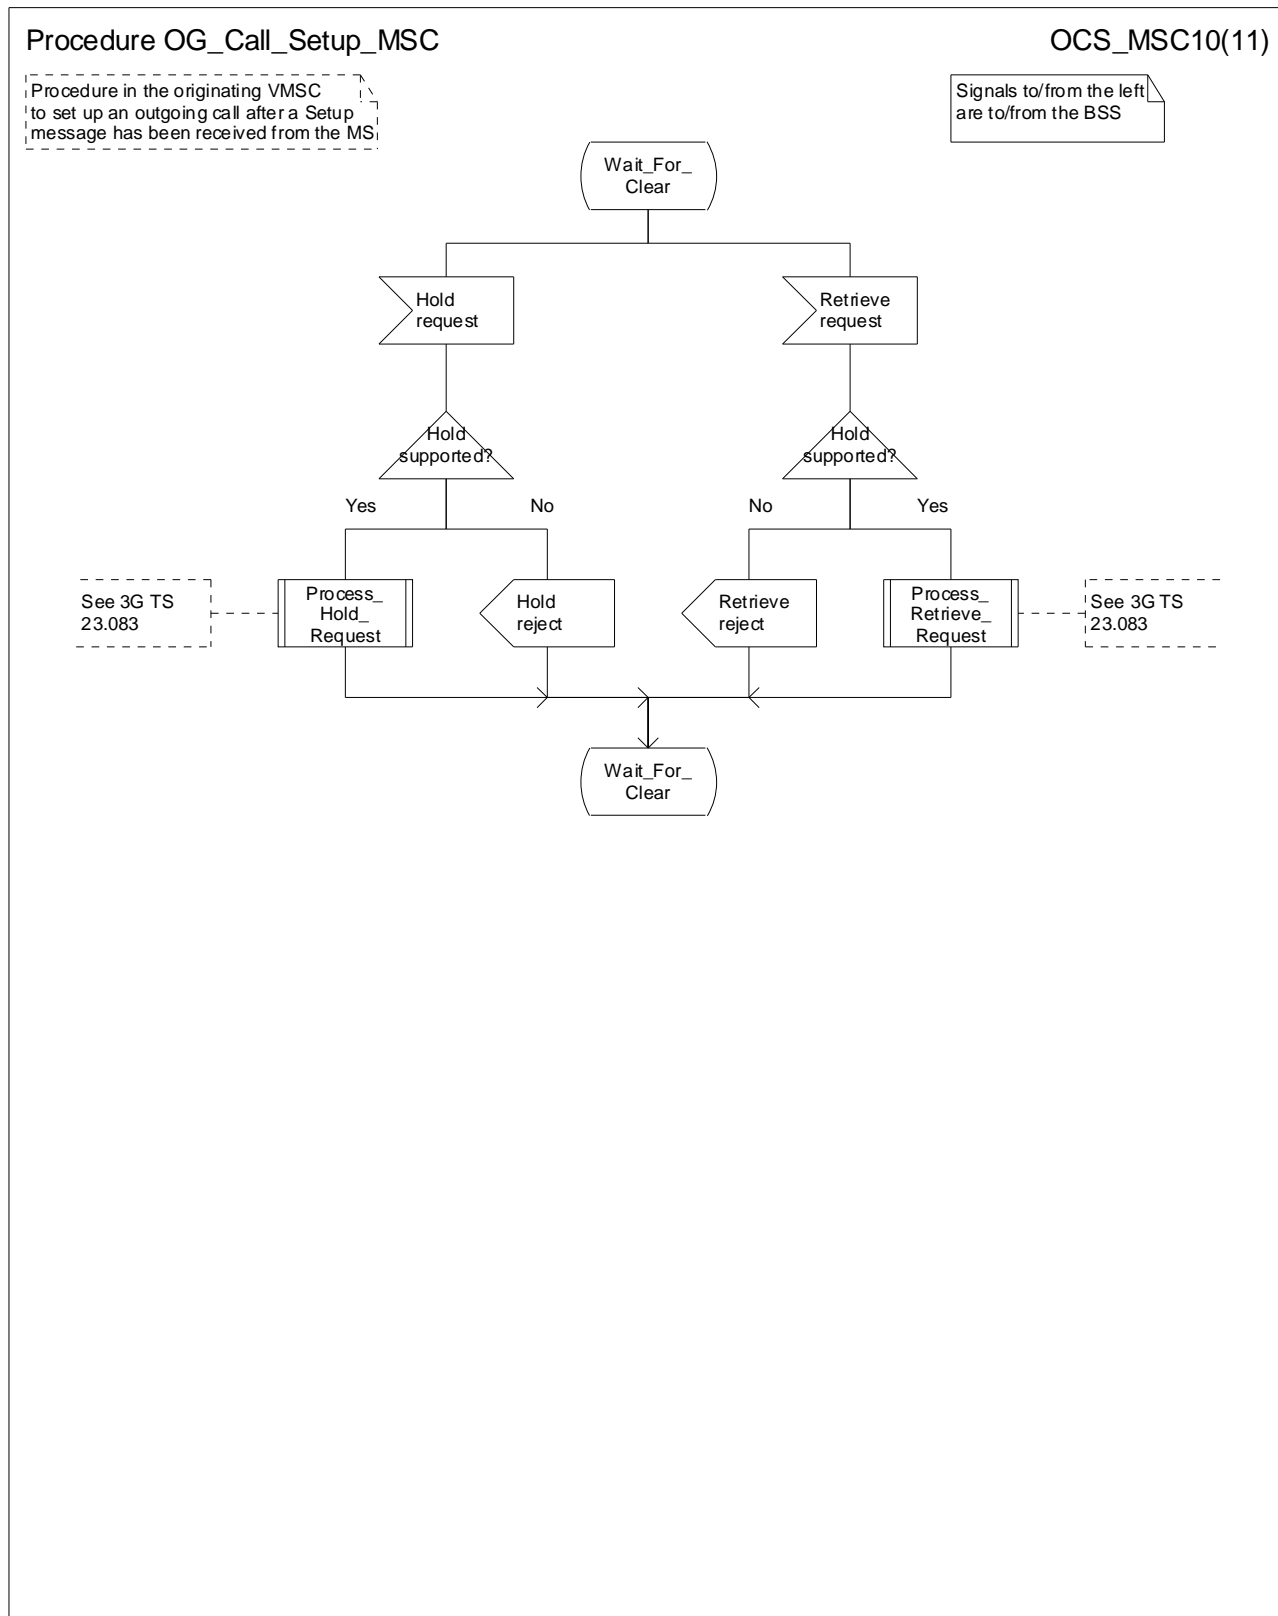 Procedure OG_Call_Setup_MSC
OCS_MSC10(11)
Procedure in the originating VMSC
to set up an outgoing call after a Setup
message has been received from the MS
Signals to/from the left
are to/from the BSS
Wait_For_
Clear
Hold
request
Retrieve
request
Hold
supported?
Hold
supported?
Yes
No
No
Yes
See 3G TS
23.083
Process_
Hold_
Request
Hold
reject
Retrieve
reject
Process_
Retrieve_
Request
See 3G TS
23.083
Wait_For_
Clear